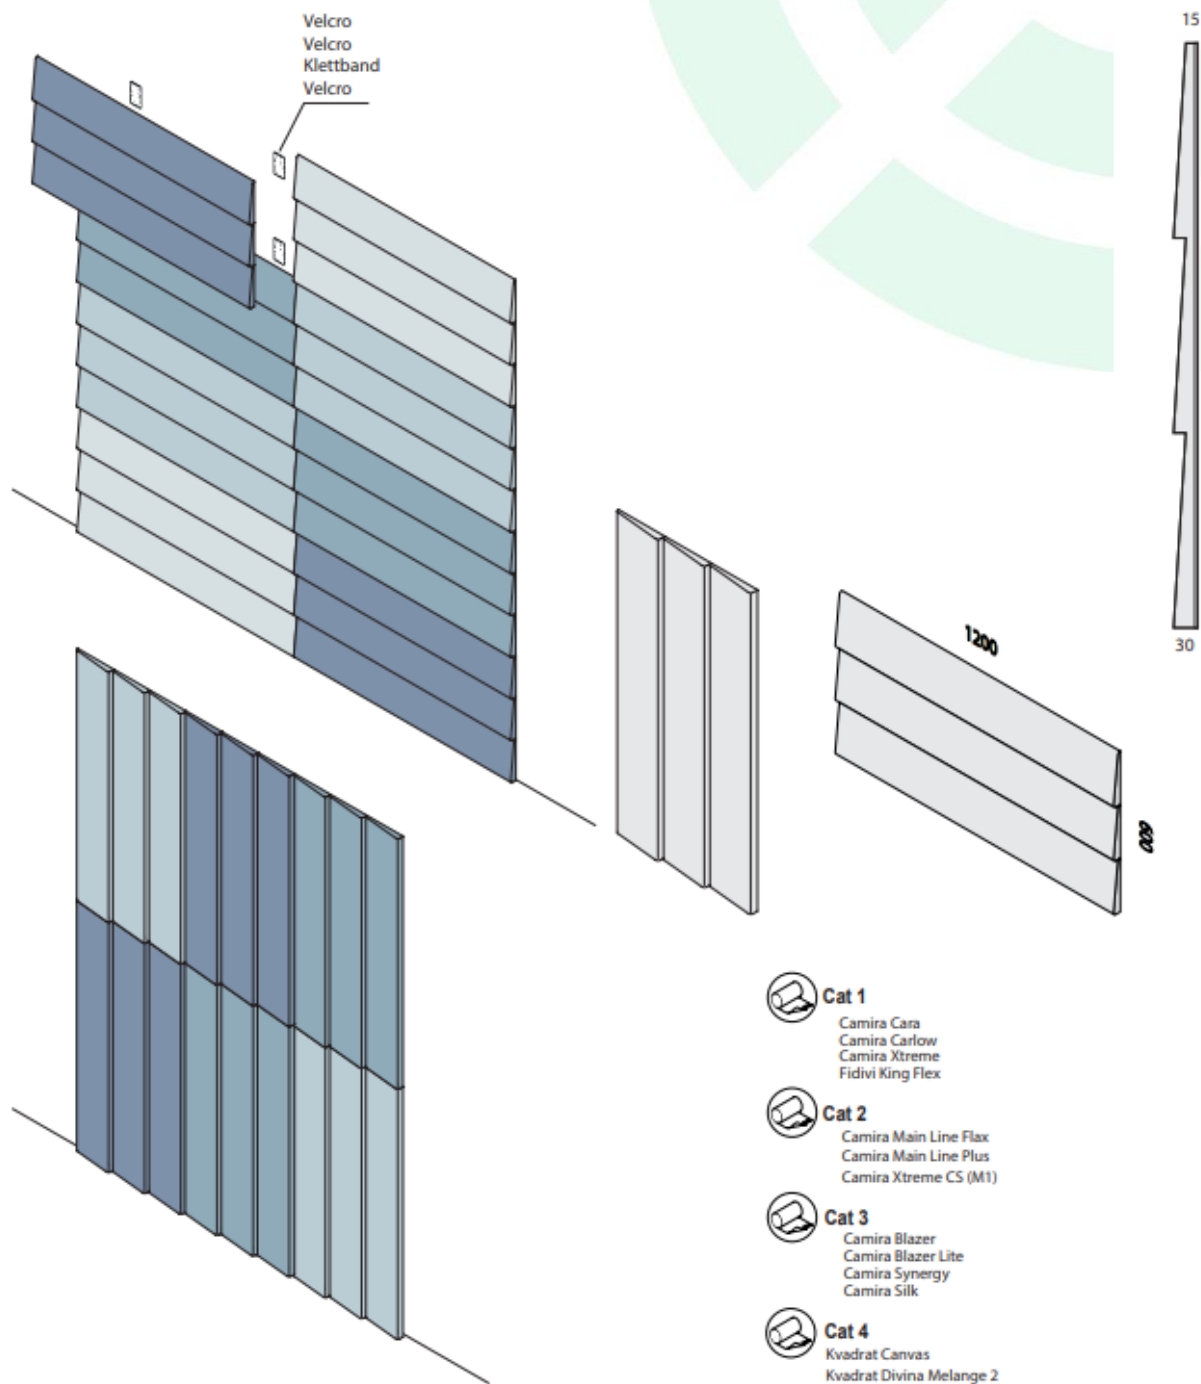 Velcro
Velcro
Klettband
Velcro
15
30
1200
600
Cat 1
Camira Cara
Camira Carlow
Camira Xtreme
Fidivi King Flex
Cat 2
Camira Main Line Flax
Camira Main Line Plus
Camira Xtreme CS (M1)
Cat 3
Camira Blazer
Camira Blazer Lite
Camira Synergy
Camira Silk
Cat 4
Kvadrat Canvas
Kvadrat Divina Melange 2